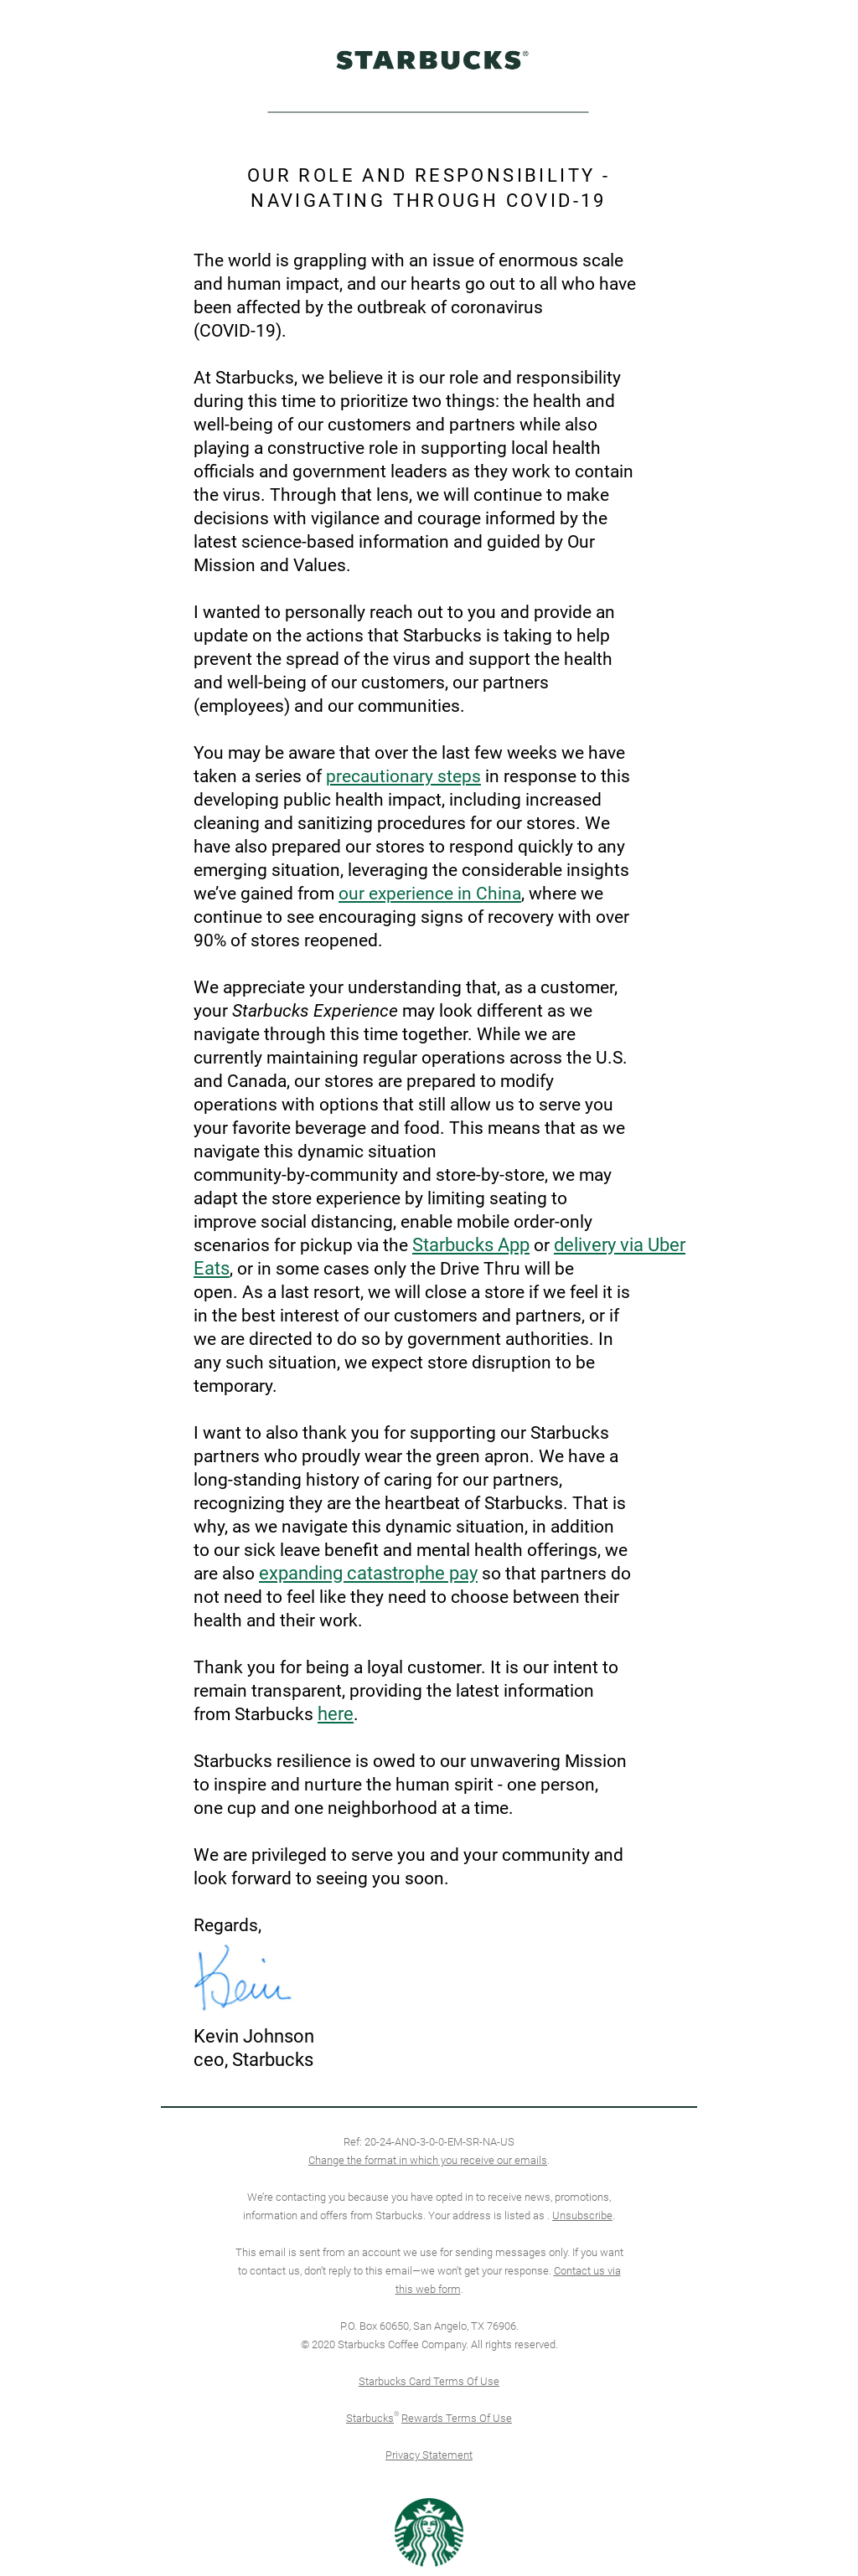 STARBUCKS®
OUR ROLE AND RESPONSIBILITY -
NAVIGATING THROUGH COVID-19
The world is grappling with an issue of enormous scale
and human impact, and our hearts go out to all who have
been affected by the outbreak of coronavirus
(COVID-19).
At Starbucks, we believe it is our role and responsibility
during this time to prioritize two things: the health and
well-being of our customers and partners while also
playing a constructive role in supporting local health
officials and government leaders as they work to contain
the virus. Through that lens, we will continue to make
decisions with vigilance and courage informed by the
latest science-based information and guided by Our
Mission and Values.
I wanted to personally reach out to you and provide an
update on the actions that Starbucks is taking to help
prevent the spread of the virus and support the health
and well-being of our customers, our partners
(employees) and our communities.
You may be aware that over the last few weeks we have
taken a series of precautionary steps in response to this
developing public health impact, including increased
cleaning and sanitizing procedures for our stores. We
have also prepared our stores to respond quickly to any
emerging situation, leveraging the considerable insights
we’ve gained from our experience in China, where we
continue to see encouraging signs of recovery with over
90% of stores reopened.
We appreciate your understanding that, as a customer,
your Starbucks Experience may look different as we
navigate through this time together. While we are
currently maintaining regular operations across the U.S.
and Canada, our stores are prepared to modify
operations with options that still allow us to serve you
your favorite beverage and food. This means that as we
navigate this dynamic situation
community-by-community and store-by-store, we may
adapt the store experience by limiting seating to
improve social distancing, enable mobile order-only
scenarios for pickup via the Starbucks App or delivery via Uber
Eats, or in some cases only the Drive Thru will be
open. As a last resort, we will close a store if we feel it is
in the best interest of our customers and partners, or if
we are directed to do so by government authorities. In
any such situation, we expect store disruption to be
temporary.
I want to also thank you for supporting our Starbucks
partners who proudly wear the green apron. We have a
long-standing history of caring for our partners,
recognizing they are the heartbeat of Starbucks. That is
why, as we navigate this dynamic situation, in addition
to our sick leave benefit and mental health offerings, we
are also expanding catastrophe pay so that partners do
not need to feel like they need to choose between their
health and their work.
Thank you for being a loyal customer. It is our intent to
remain transparent, providing the latest information
from Starbucks here.
Starbucks resilience is owed to our unwavering Mission
to inspire and nurture the human spirit - one person,
one cup and one neighborhood at a time.
We are privileged to serve you and your community and
look forward to seeing you soon.
Regards,
Kevin
Kevin Johnson
ceo, Starbucks
Ref: 20-24-ANO-3-0-0-EM-SR-NA-US
Change the format in which you receive our emails.
We’re contacting you because you have opted in to receive news, promotions,
information and offers from Starbucks. Your address is listed as . Unsubscribe.
This email is sent from an account we use for sending messages only. If you want
to contact us, don’t reply to this email—we won’t get your response. Contact us via
this web form.
P.O. Box 60650, San Angelo, TX 76906.
© 2020 Starbucks Coffee Company. All rights reserved.
Starbucks Card Terms Of Use
Starbucks® Rewards Terms Of Use
Privacy Statement